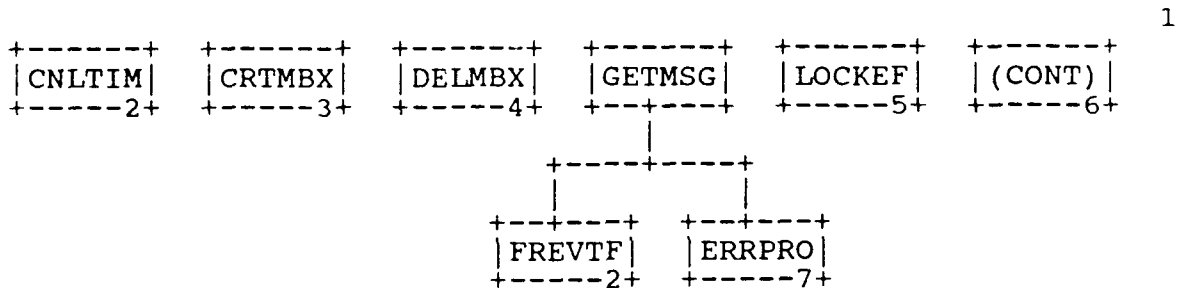 1
CNLTIM CRTMBX DELMBX GETMSG LOCKEF (CONT)
2 3 4 5 6
FREVTF ERRPRO
2 7